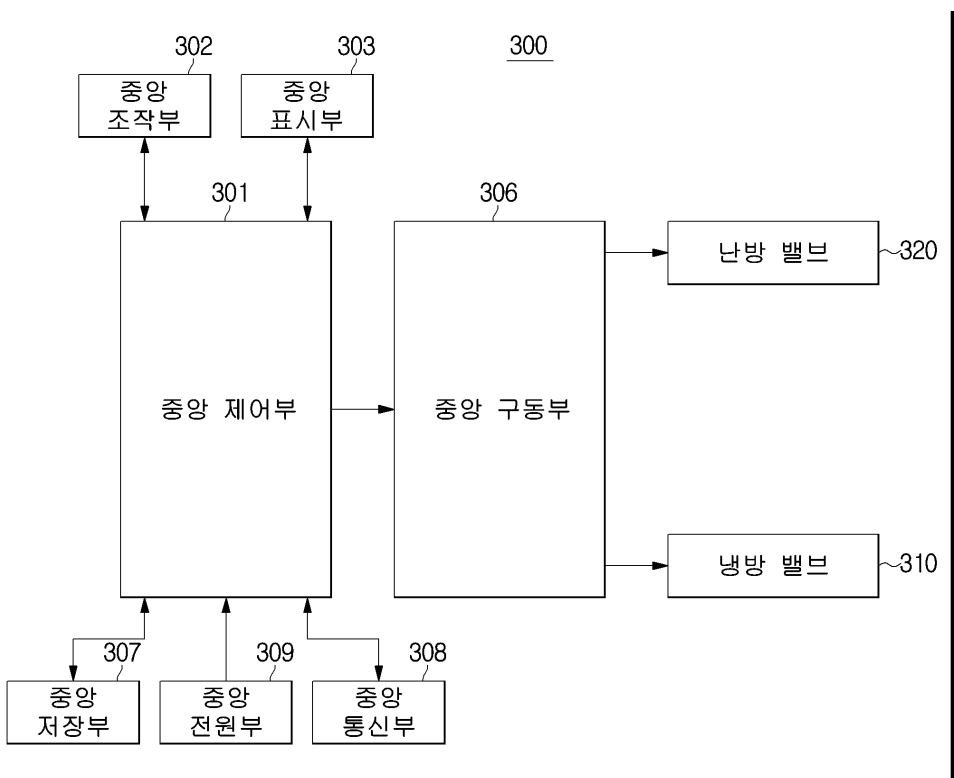 300
302
303
중앙
조작부
중앙
표시부
301
306
난방 밸브
320
중앙 제어부
중앙 구동부
냉방 밸브
310
307
309
308
중앙
저장부
중앙
전원부
중앙
통신부